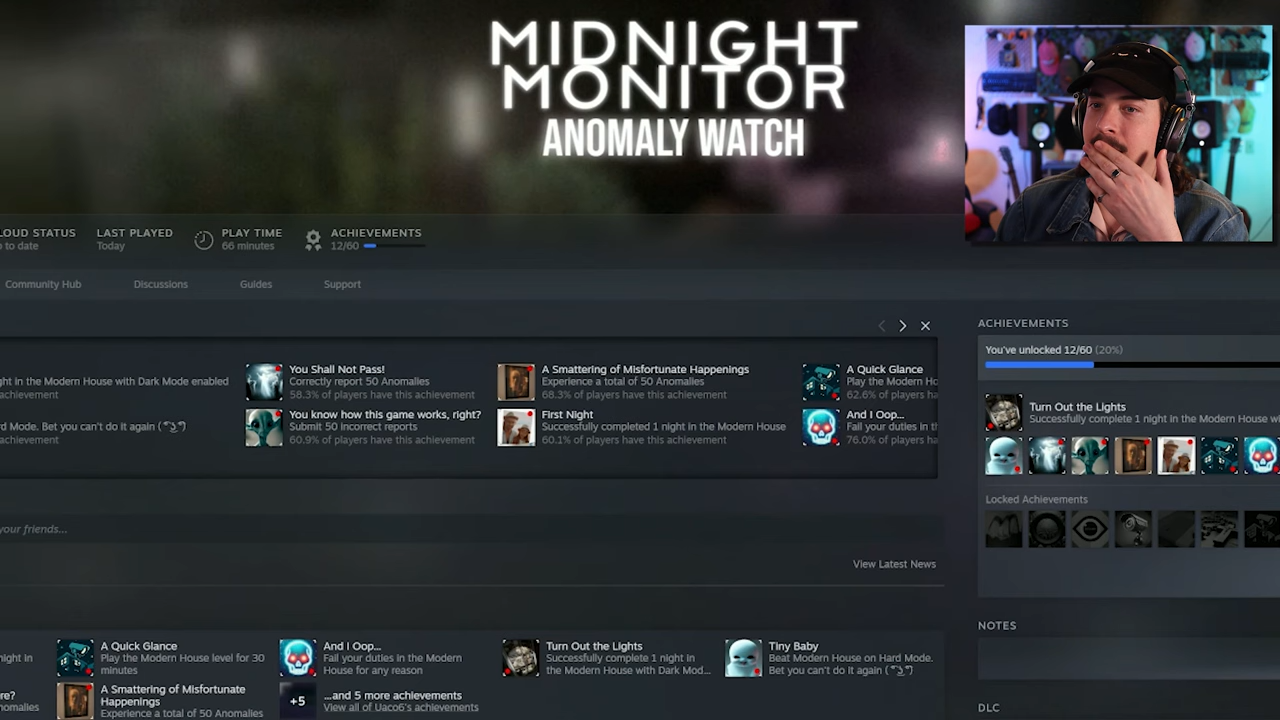 MIDNIGHT
MONITOR
ANOMALY WATCH
LOUD STATUS
to date
LAST PLAYED
Today
PLAY TIME
66 minutes
ACHIEVEMENTS
12/60
Community Hub
Discussions
Guides
Support
ht in the Modern House with Dark Mode enabled
achievement
d Mode. Bet you can't do it again ( ͡° ͜ʖ ͡°)
achievement
You Shall Not Pass!
Correctly report 50 Anomalies
58.3% of players have this achievement
You know how this game works, right?
Submit 50 incorrect reports
60.9% of players have this achievement
A Smattering of Misfortunate Happenings
Experience a total of 50 Anomalies
68.3% of players have this achievement
First Night
Successfully completed 1 night in the Modern House
60.1% of players have this achievement
A Quick Glance
Play the Modern Ho
62.6% of players ha
And I Oop...
Fail your duties in th
76.0% of players ha
ACHIEVEMENTS
You've unlocked 12/60 (20%)
Turn Out the Lights
Successfully complete 1 night in the Modern House wi
Locked Achievements
your friends...
View Latest News
NOTES
DLC
night in
re?
nomalies
A Quick Glance
Play the Modern House level for 30
minutes
A Smattering of Misfortunate
Happenings
Experience a total of 50 Anomalies
And I Oop...
Fail your duties in the Modern
House for any reason
+5
...and 5 more achievements
View all of Uaco6's achievements
Turn Out the Lights
Successfully complete 1 night in
the Modern House with Dark Mod...
Tiny Baby
Beat Modern House on Hard Mode.
Bet you can't do it again ( ͡° ͜ʖ ͡°)